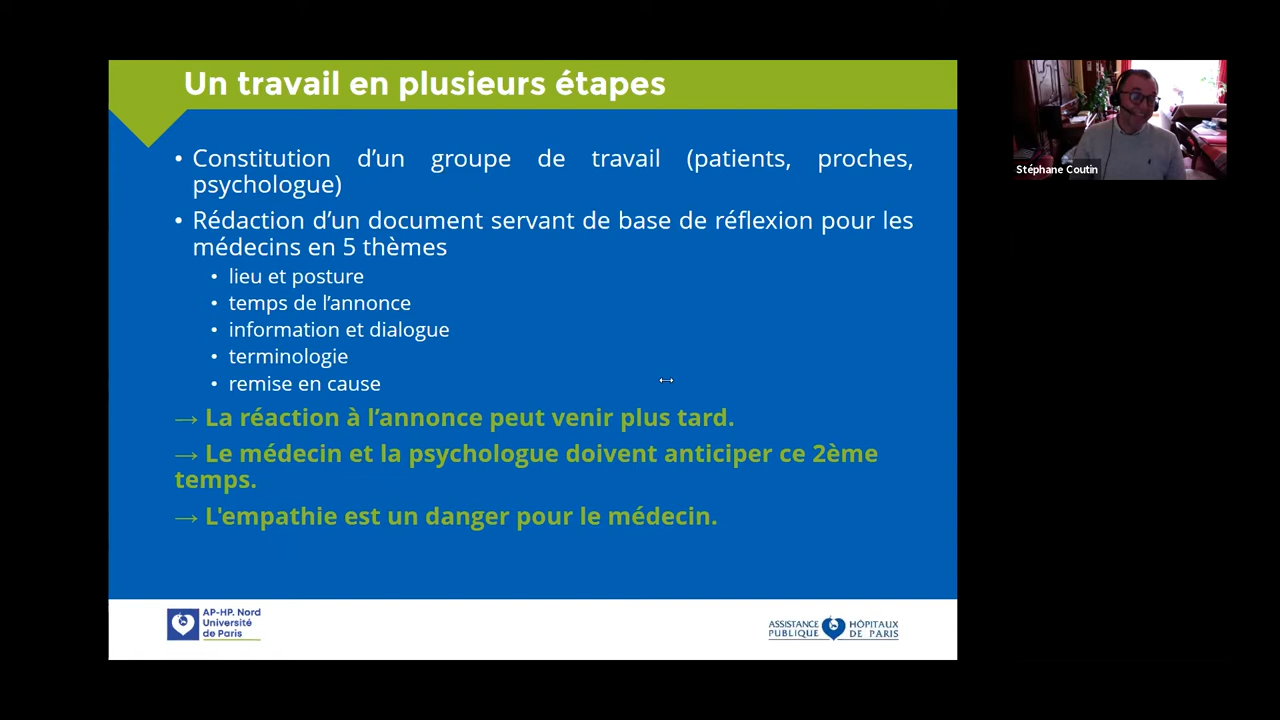 Un travail en plusieurs étapes
• Constitution d’un groupe de travail (patients, proches,
psychologue)
• Rédaction d’un document servant de base de réflexion pour les
médecins en 5 thèmes
• lieu et posture
• temps de l’annonce
• information et dialogue
• terminologie
• remise en cause
→ La réaction à l’annonce peut venir plus tard.
→ Le médecin et la psychologue doivent anticiper ce 2ème
temps.
→ L'empathie est un danger pour le médecin.
AP-HP. Nord
Université
de Paris
ASSISTANCE HÔPITAUX
PUBLIQUE DE PARIS
Stéphane Coutin